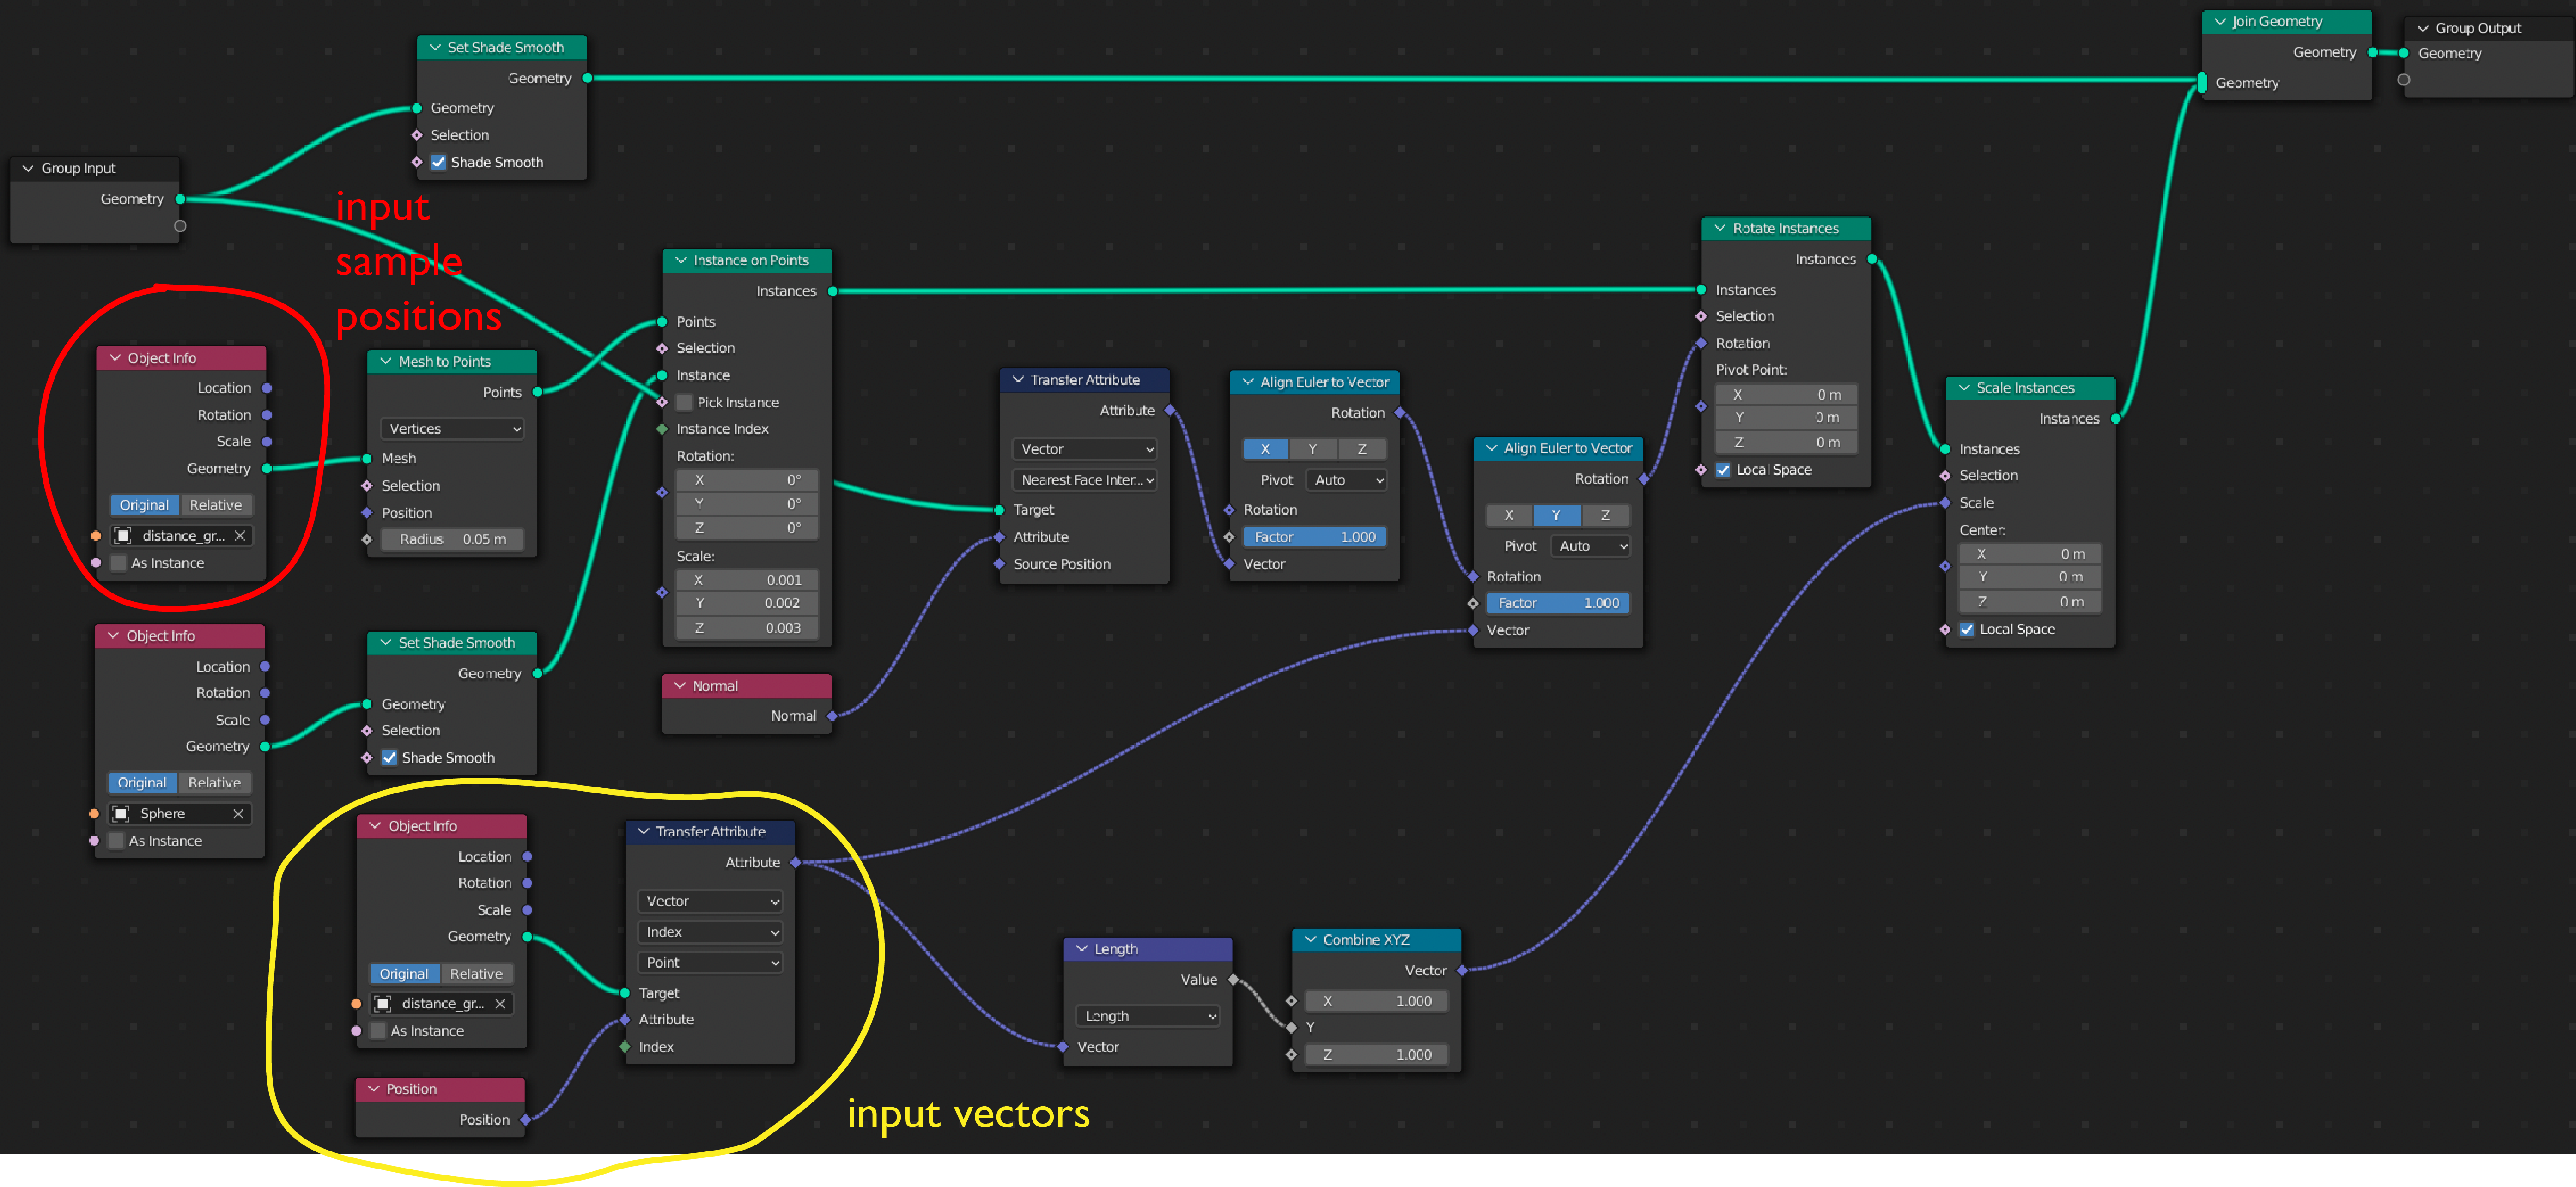 Group Input
Geometry
Set Shade Smooth
Geometry
Geometry
Selection
Shade Smooth
input
sample
positions
Object Info
Location
Rotation
Scale
Geometry
Original Relative
distance_gr...
As Instance
Mesh to Points
Points
Vertices
Mesh
Selection
Position
Radius 0.05 m
Object Info
Location
Rotation
Scale
Geometry
Original Relative
Sphere
As Instance
Set Shade Smooth
Geometry
Geometry
Selection
Shade Smooth
Instance on Points
Instances
Points
Selection
Instance
Pick Instance
Instance Index
Rotation:
X 0°
Y 0°
Z 0°
Scale:
X 0.001
Y 0.002
Z 0.003
Normal
Normal
Object Info
Location
Rotation
Scale
Geometry
Original Relative
distance_gr...
As Instance
Position
Position
Transfer Attribute
Attribute
Vector
Index
Point
Target
Attribute
Index
input vectors
Transfer Attribute
Attribute
Vector
Nearest Face Inter...
Target
Attribute
Source Position
Align Euler to Vector
Rotation
X Y Z
Pivot Auto
Rotation
Factor 1.000
Vector
Align Euler to Vector
Rotation
X Y Z
Pivot Auto
Rotation
Factor 1.000
Vector
Length
Value
Length
Vector
Combine XYZ
Vector
X 1.000
Y
Z 1.000
Rotate Instances
Instances
Instances
Selection
Rotation
Pivot Point:
X 0 m
Y 0 m
Z 0 m
Local Space
Scale Instances
Instances
Instances
Selection
Scale
Center:
X 0 m
Y 0 m
Z 0 m
Local Space
Join Geometry
Geometry
Geometry
Group Output
Geometry